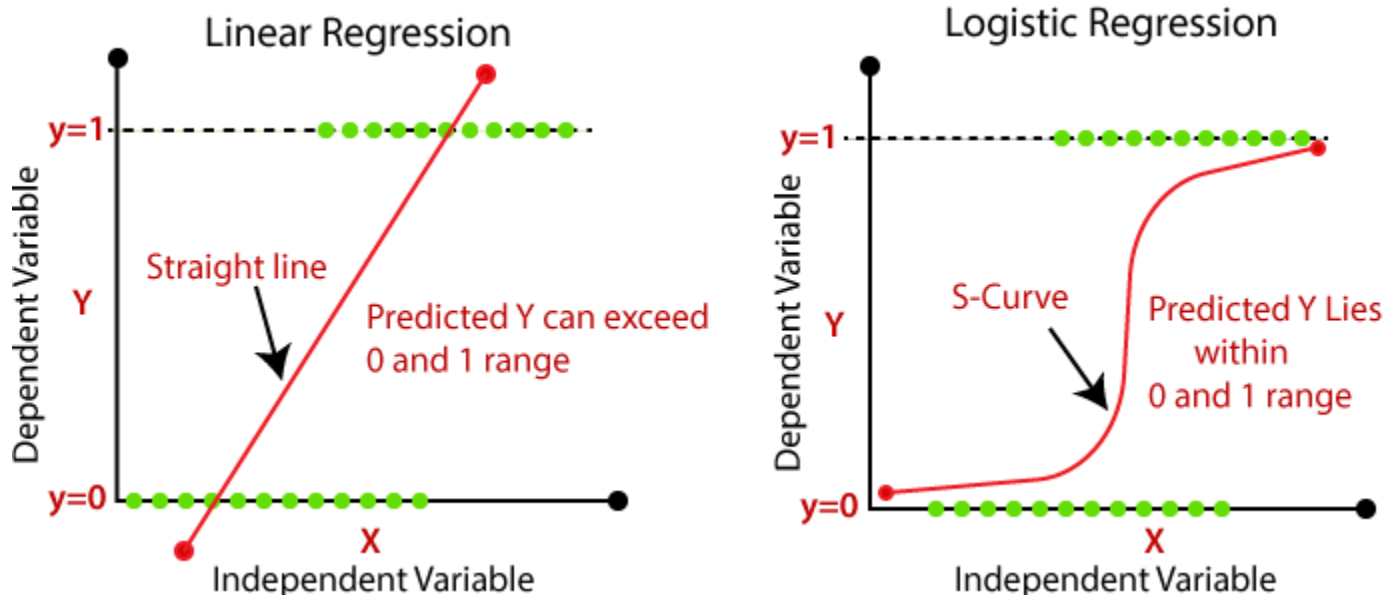 Linear Regression
y=1
Dependent Variable
Y
Straight line
Predicted Y can exceed
0 and 1 range
y=0
X
Independent Variable
Logistic Regression
y=1
Dependent Variable
Y
S-Curve
Predicted Y Lies
within
0 and 1 range
y=0
X
Independent Variable